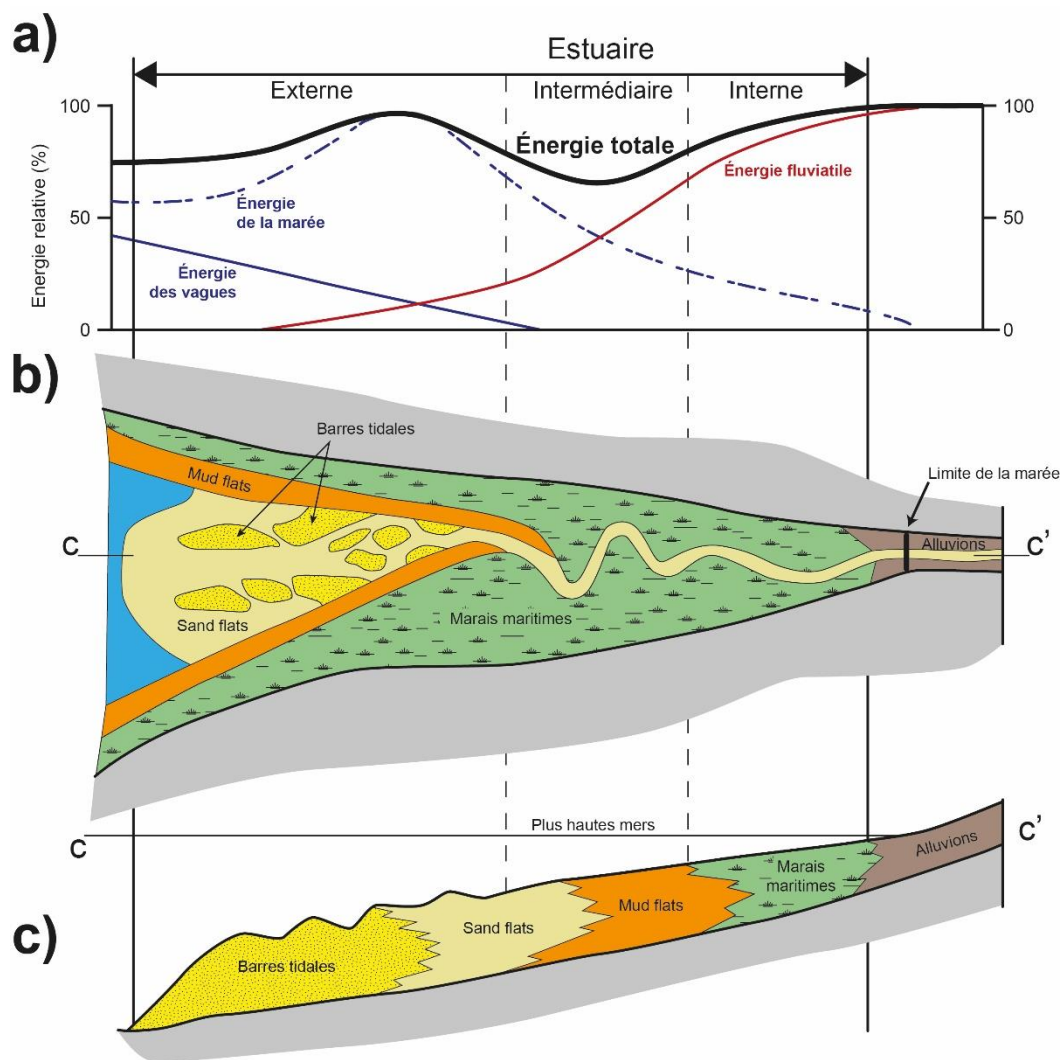 a)
Estuaire
Externe
Intermédiaire
Interne
100
100
Énergie totale
Énergie fluviatile
Énergie relative (%)
Énergie
de la marée
50
50
Énergie
des vagues
0
0
b)
Barres tidales
Mud flats
Limite de la marée
C
Alluvions
C'
Sand flats
Marais maritimes
Plus hautes mers
C
C'
Alluvions
Marais
maritimes
Mud flats
Sand flats
c)
Barres tidales